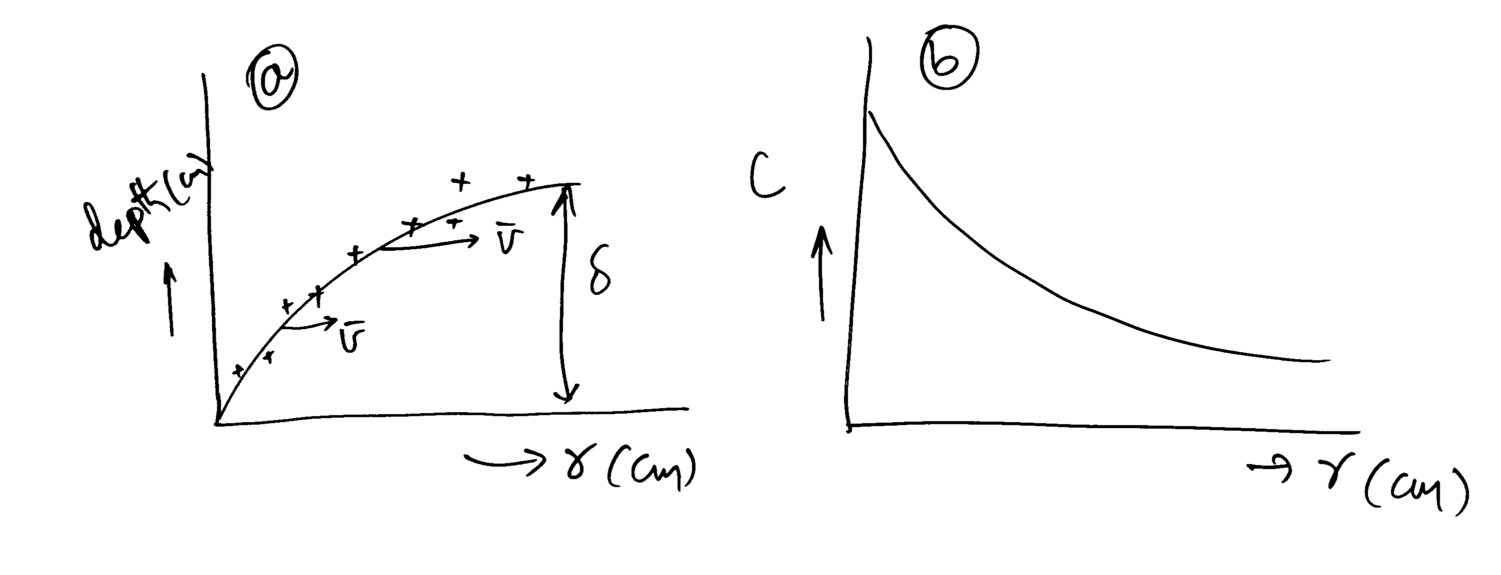 a
depth (cm)
v̄
v̄
δ
r (cm)
b
C
r (cm)